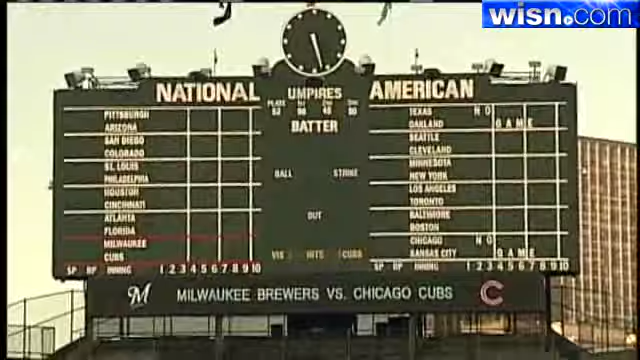 wisn.com
NATIONAL
UMPIRES
AMERICAN
PLATE
BATTER
BALL STRIKE
OUT
VIS HITS CUBS
PITTSBURGH
ARIZONA
SAN DIEGO
COLORADO
ST. LOUIS
PHILADELPHIA
HOUSTON
CINCINNATI
ATLANTA
FLORIDA
MILWAUKEE
CUBS
SP RP INNING 1 2 3 4 5 6 7 8 9 10
TEXAS NO
OAKLAND GAME
SEATTLE
CLEVELAND
MINNESOTA
NEW YORK
LOS ANGELES
TORONTO
BALTIMORE
BOSTON
CHICAGO NO
KANSAS CITY GAME
SP RP INNING 1 2 3 4 5 6 7 8 9 10
M MILWAUKEE BREWERS VS. CHICAGO CUBS C